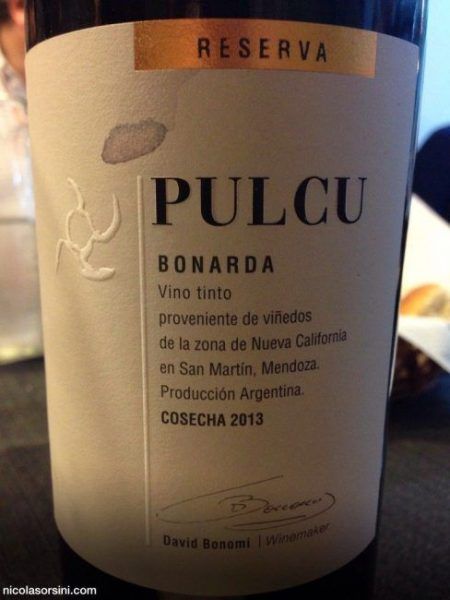 RESERVA
PULCU
BONARDA
Vino tinto
proveniente de viñedos
de la zona de Nueva California
en San Martín, Mendoza.
Producción Argentina.
COSECHA 2013
David Bonomi | Winemaker
nicolasorsini.com